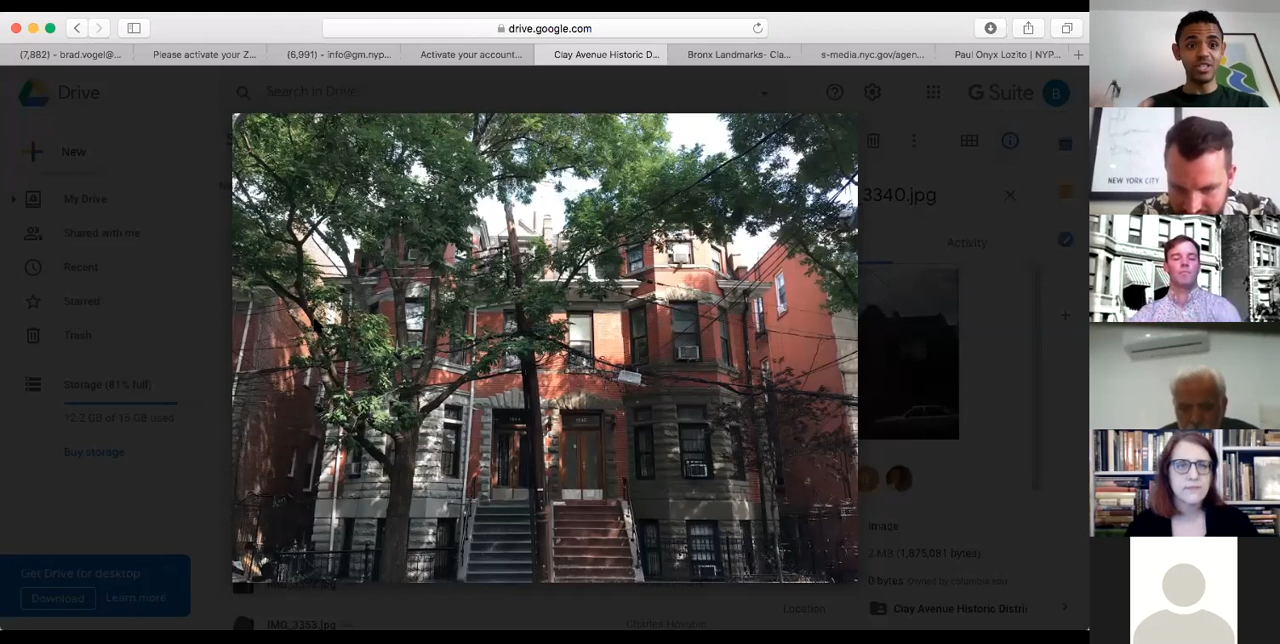 drive.google.com
(7,882) - brad.vogel@...
Please activate your Z...
(6,991) - info@gm.nyp...
Activate your account...
Clay Avenue Historic D...
Bronx Landmarks- Cla...
s-media.nyc.gov/agen...
Paul Onyx Lozito | NYP...
Drive
Search in Drive
G Suite
B
New
3340.jpg
My Drive
Shared with me
Activity
Recent
Starred
Trash
Storage (81% full)
12.2 GB of 15 GB used
Buy storage
Image
2 MB (1,875,081 bytes)
0 bytes Owned by columbia.edu
Get Drive for desktop
Download
Learn more
Location
Clay Avenue Historic Distri
IMG_3353.jpg
NEW YORK CITY